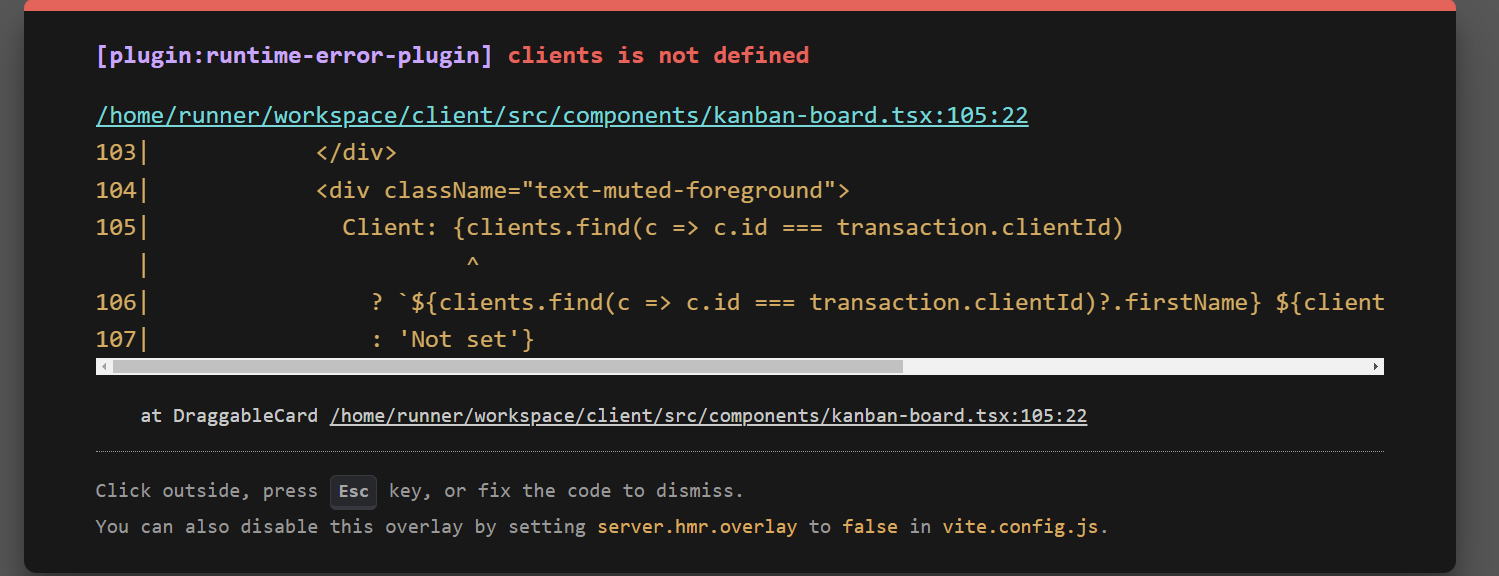 [plugin:runtime-error-plugin] clients is not defined
/home/runner/workspace/client/src/components/kanban-board.tsx:105:22
103|            </div>
104|            <div className="text-muted-foreground">
105|              Client: {clients.find(c => c.id === transaction.clientId)
   |                       ^
106|                ? `${clients.find(c => c.id === transaction.clientId)?.firstName} ${client
107|                : 'Not set'}
at DraggableCard /home/runner/workspace/client/src/components/kanban-board.tsx:105:22
Click outside, press Esc key, or fix the code to dismiss.
You can also disable this overlay by setting server.hmr.overlay to false in vite.config.js.